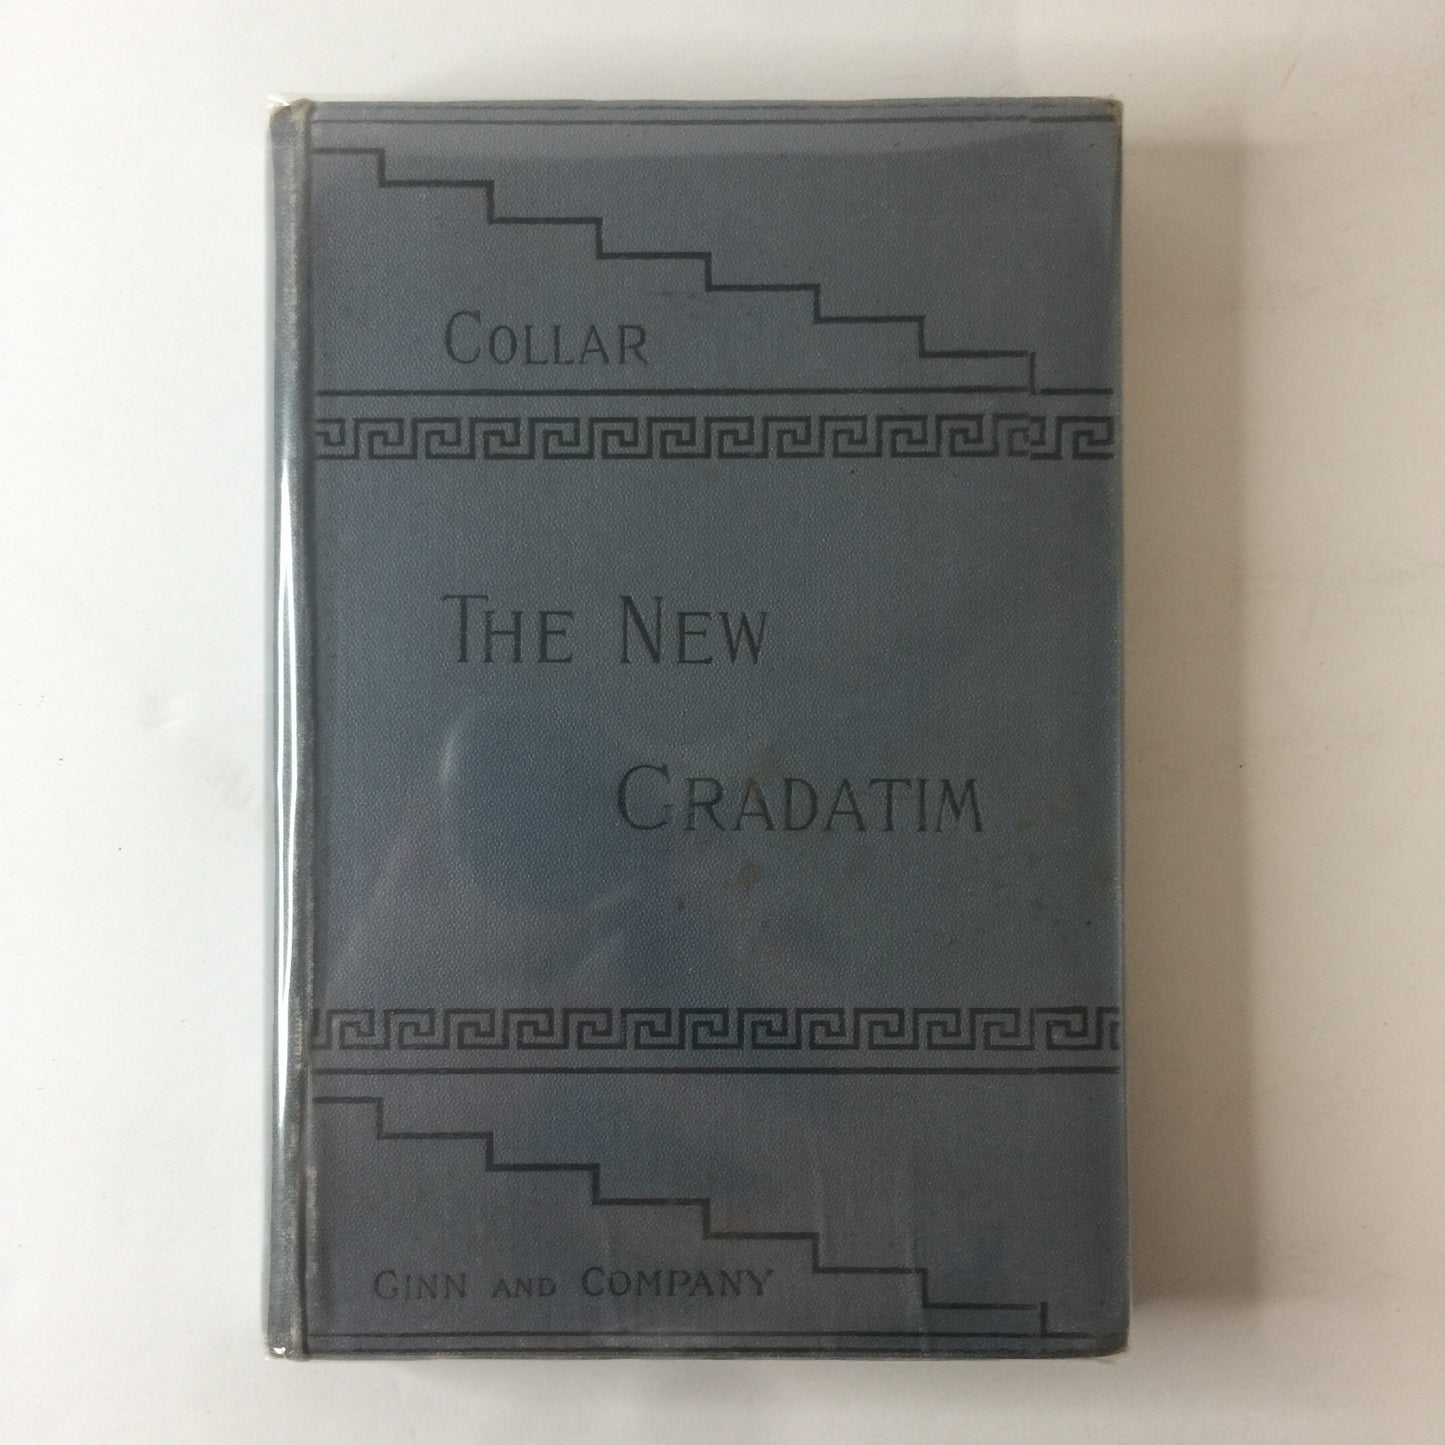 COLLAR
THE NEW
GRADATIM
GINN AND COMPANY